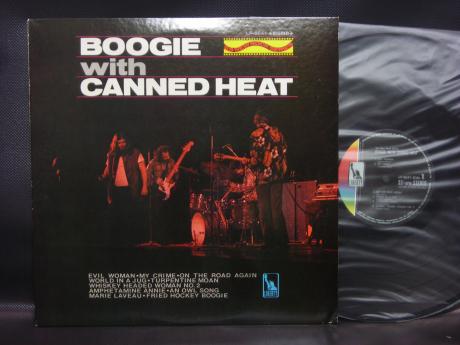 BOOGIE
with
CANNED HEAT
EVIL WOMAN•MY CRIME•ON THE ROAD AGAIN
WORLD IN A JUG•TURPENTINE MOAN
WHISKEY HEADED WOMAN NO. 2
AMPHETAMINE ANNIE•AN OWL SONG
MARIE LAVEAU•FRIED HOCKEY BOOGIE
LIBERTY